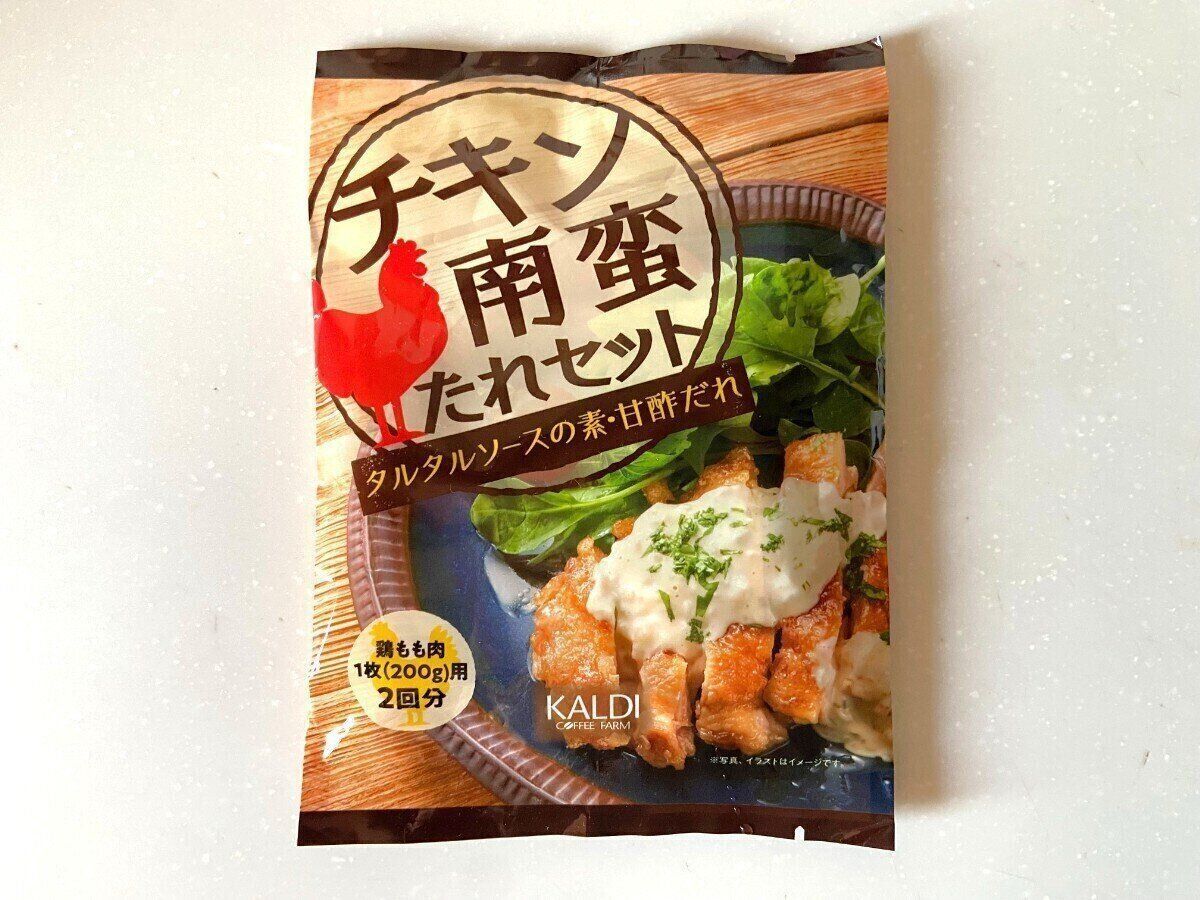 チキン
南蛮
たれセット
タルタルソースの素・甘酢だれ
鶏もも肉
1枚(200g)用
2回分
KALDI
COFFEE FARM
※写真、イラストはイメージです。